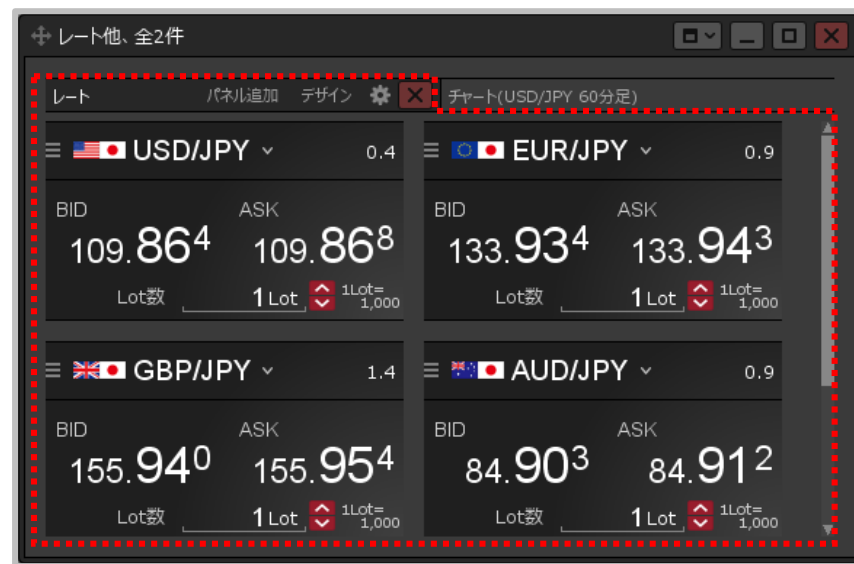 レート他、全2件
レート パネル追加 デザイン チャート(USD/JPY 60分足)
USD/JPY 0.4 EUR/JPY 0.9
BID ASK BID ASK
109.864 109.868 133.934 133.943
Lot数 1 Lot 1Lot= 1,000 Lot数 1 Lot 1Lot= 1,000
GBP/JPY 1.4 AUD/JPY 0.9
BID ASK BID ASK
155.940 155.954 84.903 84.912
Lot数 1 Lot 1Lot= 1,000 Lot数 1 Lot 1Lot= 1,000